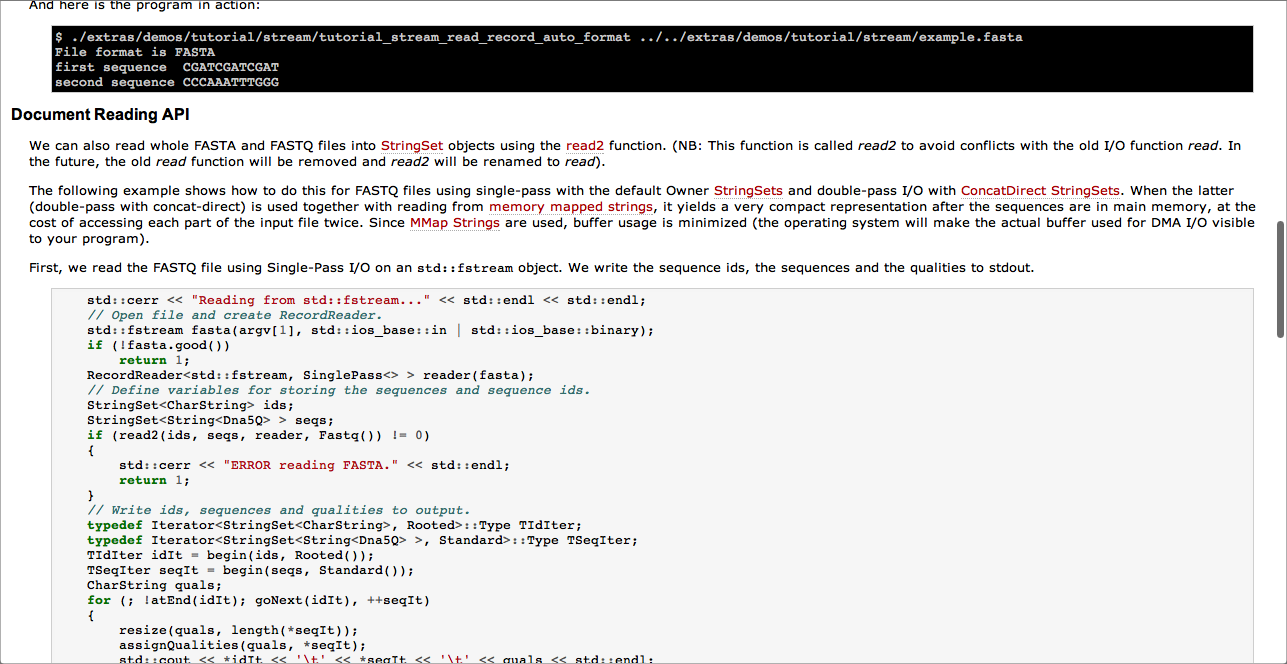 And here is the program in action:
$ ./extras/demos/tutorial/stream/tutorial_stream_read_record_auto_format ../../extras/demos/tutorial/stream/example.fasta
File format is FASTA
first sequence  CGATCGATCGAT
second sequence CCCAAATTTGGG
Document Reading API
We can also read whole FASTA and FASTQ files into StringSet objects using the read2 function. (NB: This function is called read2 to avoid conflicts with the old I/O function read. In
the future, the old read function will be removed and read2 will be renamed to read).
The following example shows how to do this for FASTQ files using single-pass with the default Owner StringSets and double-pass I/O with ConcatDirect StringSets. When the latter
(double-pass with concat-direct) is used together with reading from memory mapped strings, it yields a very compact representation after the sequences are in main memory, at the
cost of accessing each part of the input file twice. Since MMap Strings are used, buffer usage is minimized (the operating system will make the actual buffer used for DMA I/O visible
to your program).
First, we read the FASTQ file using Single-Pass I/O on an std::fstream object. We write the sequence ids, the sequences and the qualities to stdout.
std::cerr << "Reading from std::fstream..." << std::endl << std::endl;
// Open file and create RecordReader.
std::fstream fasta(argv[1], std::ios_base::in | std::ios_base::binary);
if (!fasta.good())
    return 1;
RecordReader<std::fstream, SinglePass<> > reader(fasta);
// Define variables for storing the sequences and sequence ids.
StringSet<CharString> ids;
StringSet<String<Dna5Q> > seqs;
if (read2(ids, seqs, reader, Fastq()) != 0)
{
    std::cerr << "ERROR reading FASTA." << std::endl;
    return 1;
}
// Write ids, sequences and qualities to output.
typedef Iterator<StringSet<CharString>, Rooted>::Type TIdIter;
typedef Iterator<StringSet<String<Dna5Q> >, Standard>::Type TSeqIter;
TIdIter idIt = begin(ids, Rooted());
TSeqIter seqIt = begin(seqs, Standard());
CharString quals;
for (; !atEnd(idIt); goNext(idIt), ++seqIt)
{
    resize(quals, length(*seqIt));
    assignQualities(quals, *seqIt);
    std::cout << *idIt << '\t' << *seqIt << '\t' << quals << std::endl;